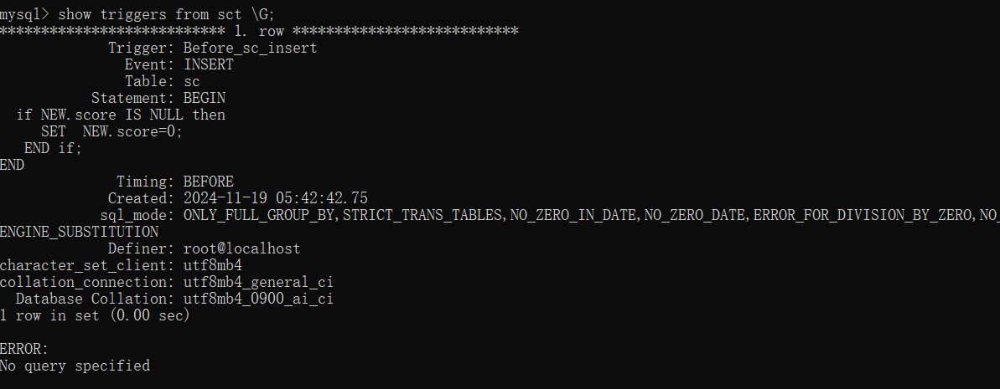 mysql> show triggers from sct \G;
*************************** 1. row ***************************
Trigger: Before_sc_insert
Event: INSERT
Table: sc
Statement: BEGIN
if NEW.score IS NULL then
SET  NEW.score=0;
END if;
END
Timing: BEFORE
Created: 2024-11-19 05:42:42.75
sql_mode: ONLY_FULL_GROUP_BY,STRICT_TRANS_TABLES,NO_ZERO_IN_DATE,NO_ZERO_DATE,ERROR_FOR_DIVISION_BY_ZERO,NO_
ENGINE_SUBSTITUTION
Definer: root@localhost
character_set_client: utf8mb4
collation_connection: utf8mb4_general_ci
Database Collation: utf8mb4_0900_ai_ci
1 row in set (0.00 sec)
ERROR:
No query specified